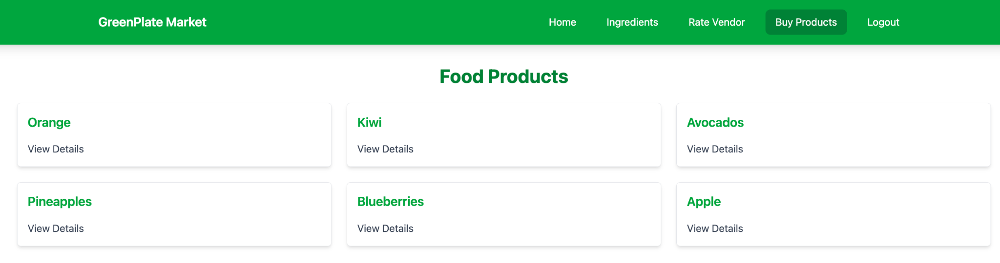 GreenPlate Market
Home
Ingredients
Rate Vendor
Buy Products
Logout
Food Products
Orange
View Details
Kiwi
View Details
Avocados
View Details
Pineapples
View Details
Blueberries
View Details
Apple
View Details